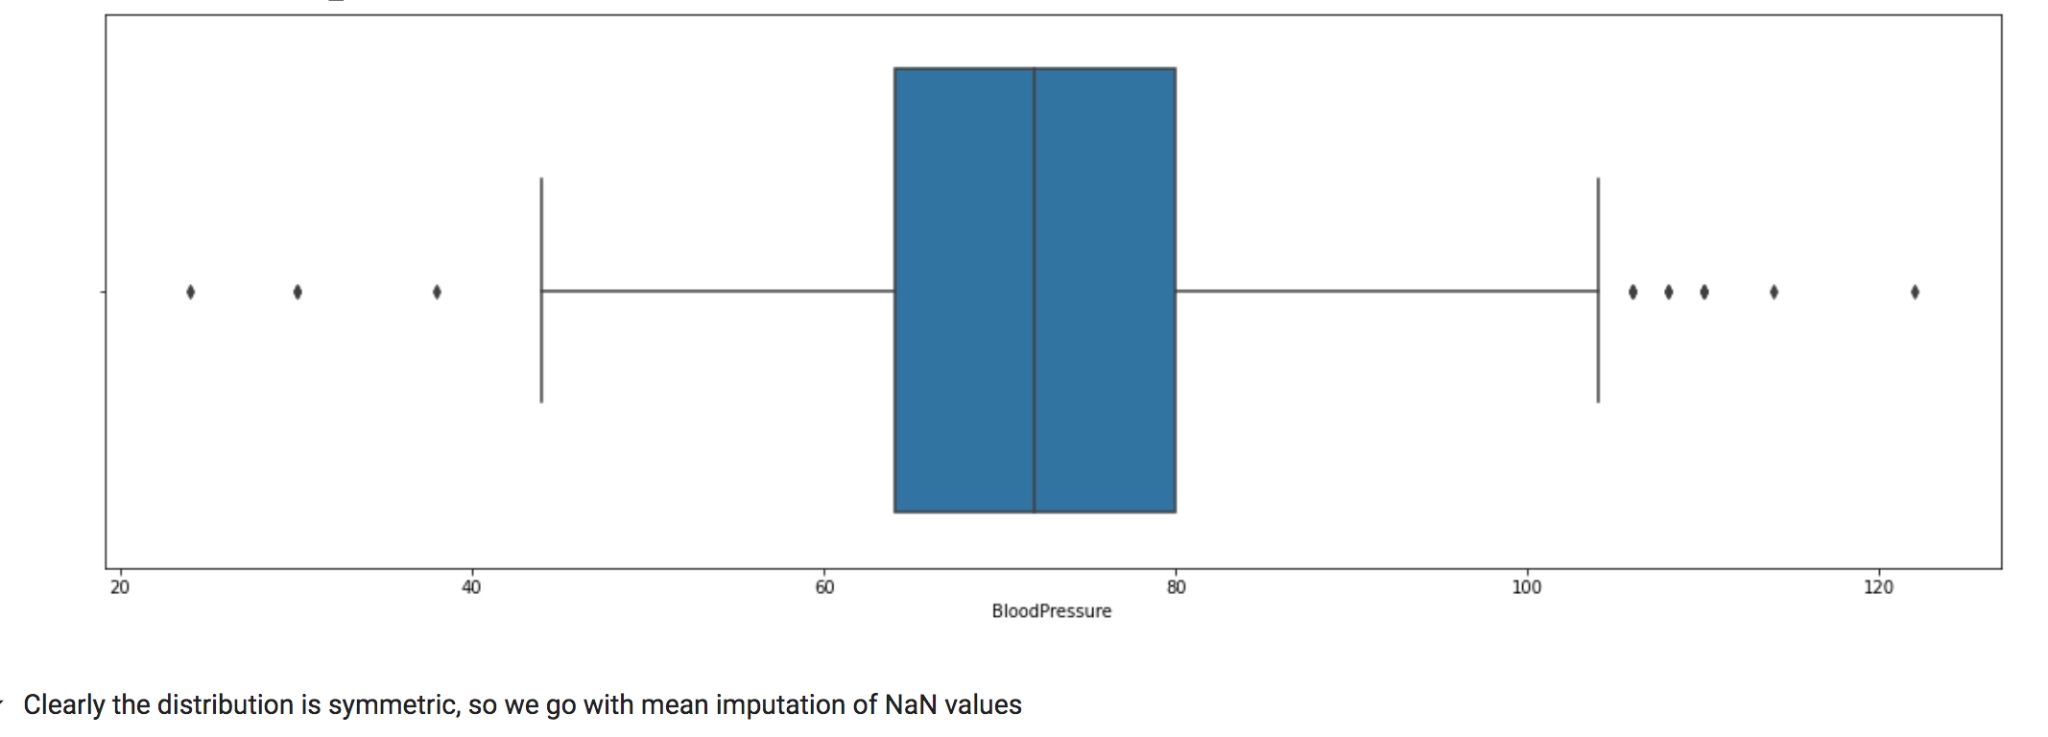 20 40 60 80 100 120
BloodPressure
Clearly the distribution is symmetric, so we go with mean imputation of NaN values